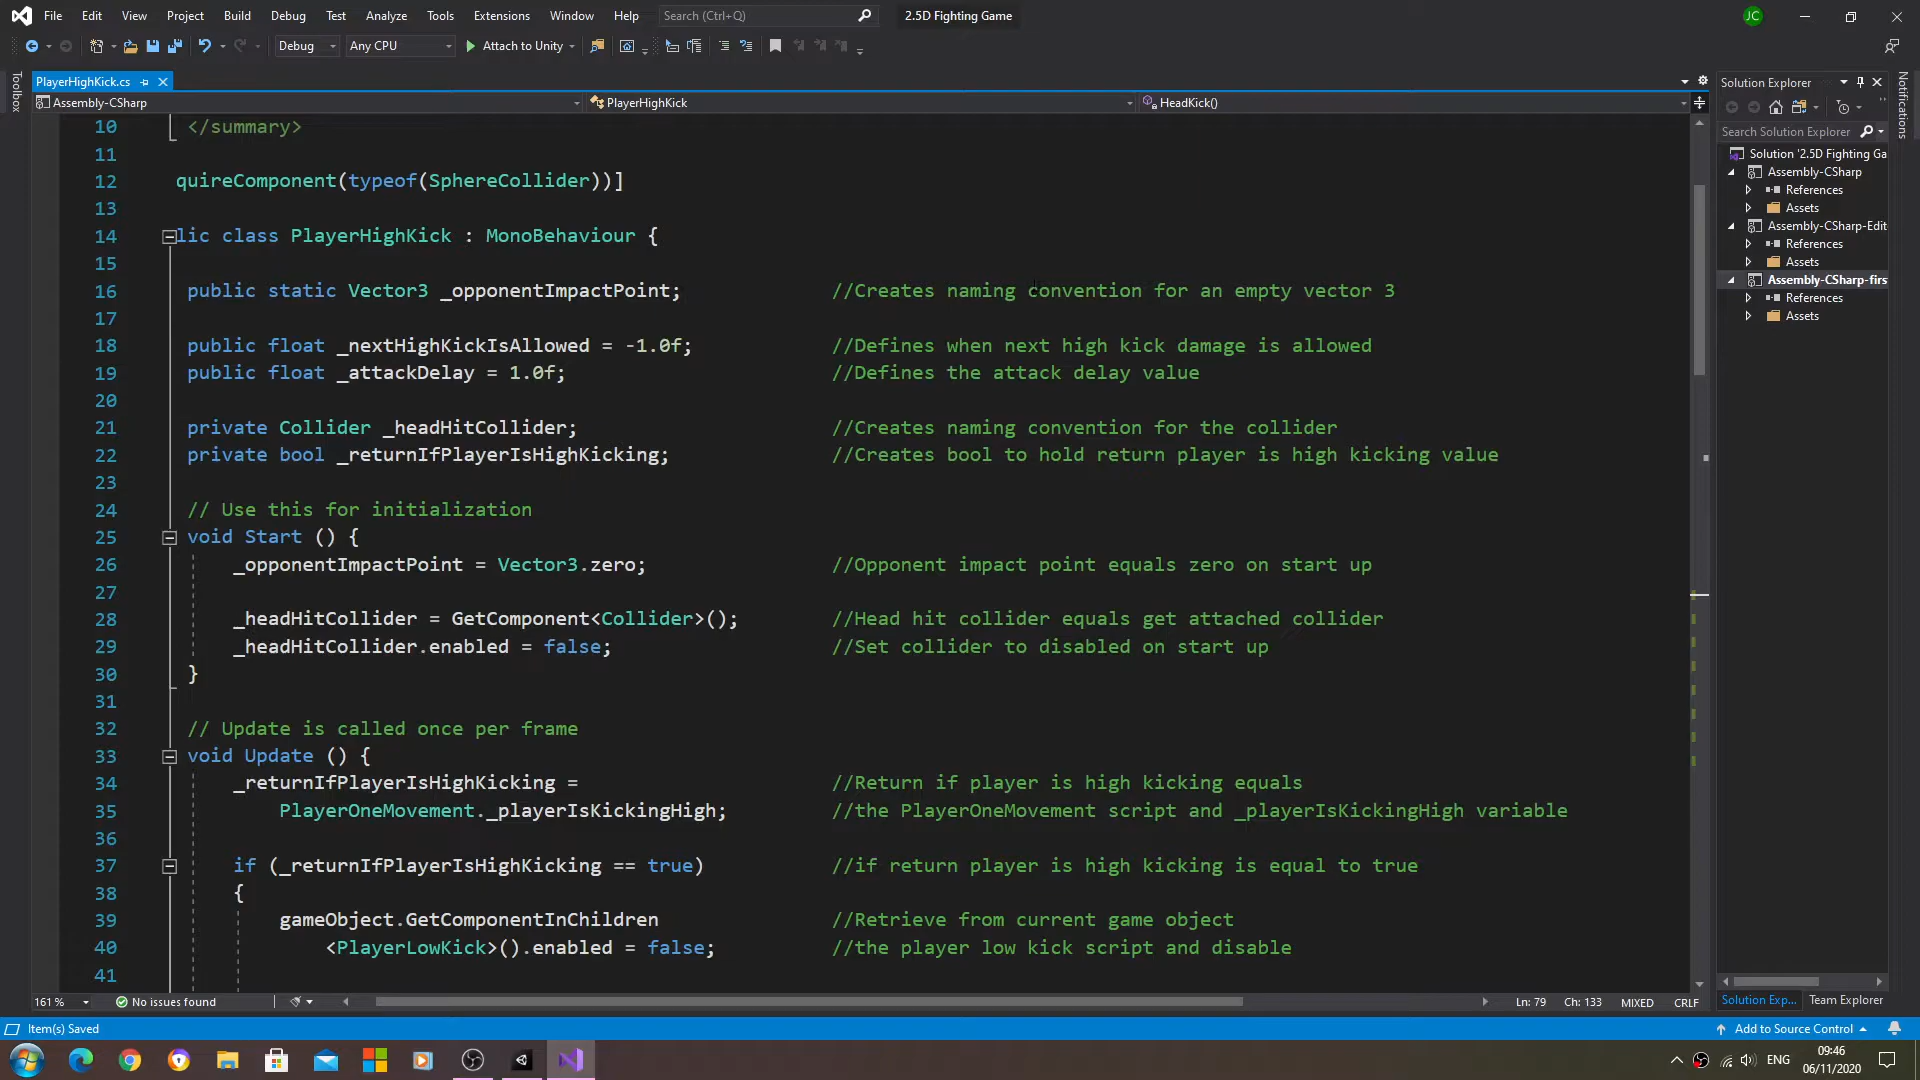 File Edit View Project Build Debug Test Analyze Tools Extensions Window Help Search (Ctrl+Q) 2.5D Fighting Game JC
Debug Any CPU Attach to Unity
Toolbox
PlayerHighKick.cs
Assembly-CSharp PlayerHighKick HeadKick()
10 </summary>
11
12 quireComponent(typeof(SphereCollider))]
13
14 lic class PlayerHighKick : MonoBehaviour {
15
16 public static Vector3 _opponentImpactPoint; //Creates naming convention for an empty vector 3
17
18 public float _nextHighKickIsAllowed = -1.0f; //Defines when next high kick damage is allowed
19 public float _attackDelay = 1.0f; //Defines the attack delay value
20
21 private Collider _headHitCollider; //Creates naming convention for the collider
22 private bool _returnIfPlayerIsHighKicking; //Creates bool to hold return player is high kicking value
23
24 // Use this for initialization
25 void Start () {
26 _opponentImpactPoint = Vector3.zero; //Opponent impact point equals zero on start up
27
28 _headHitCollider = GetComponent<Collider>(); //Head hit collider equals get attached collider
29 _headHitCollider.enabled = false; //Set collider to disabled on start up
30 }
31
32 // Update is called once per frame
33 void Update () {
34 _returnIfPlayerIsHighKicking = //Return if player is high kicking equals
35 PlayerOneMovement._playerIsKickingHigh; //the PlayerOneMovement script and _playerIsKickingHigh variable
36
37 if (_returnIfPlayerIsHighKicking == true) //if return player is high kicking is equal to true
38 {
39 gameObject.GetComponentInChildren //Retrieve from current game object
40 <PlayerLowKick>().enabled = false; //the player low kick script and disable
41
161 % No issues found Ln: 79 Ch: 133 MIXED CRLF
Solution Explorer
Search Solution Explorer
Solution '2.5D Fighting Ga
Assembly-CSharp
References
Assets
Assembly-CSharp-Edit
References
Assets
Assembly-CSharp-firs
References
Assets
Solution Exp... Team Explorer
Notifications
Item(s) Saved Add to Source Control
ENG 09:46
06/11/2020